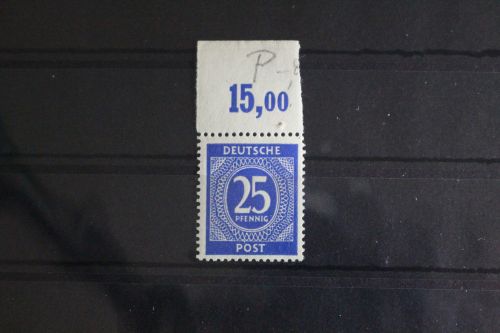 P
15,00
DEUTSCHE
25
PFENNIG
POST